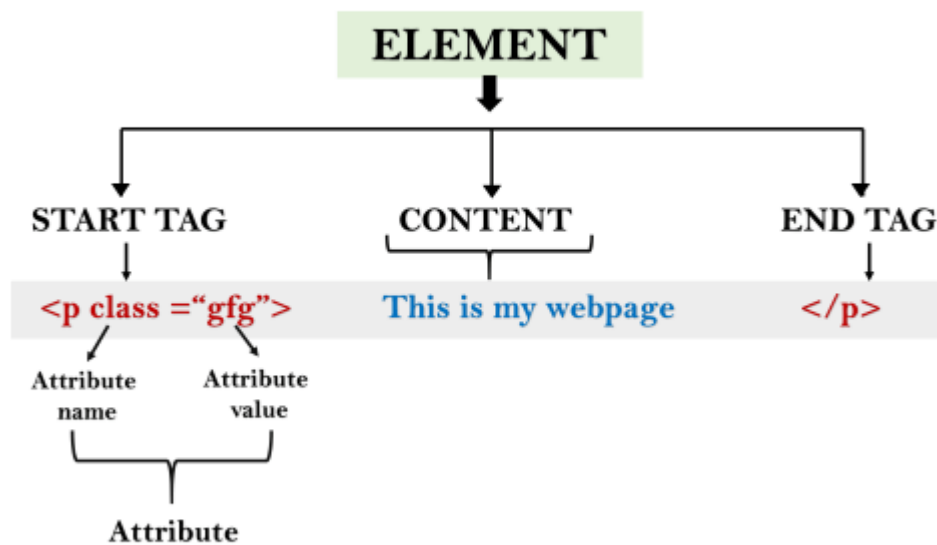 ELEMENT
START TAG
CONTENT
END TAG
<p class =“gfg”>
This is my webpage
</p>
Attribute
name
Attribute
value
Attribute